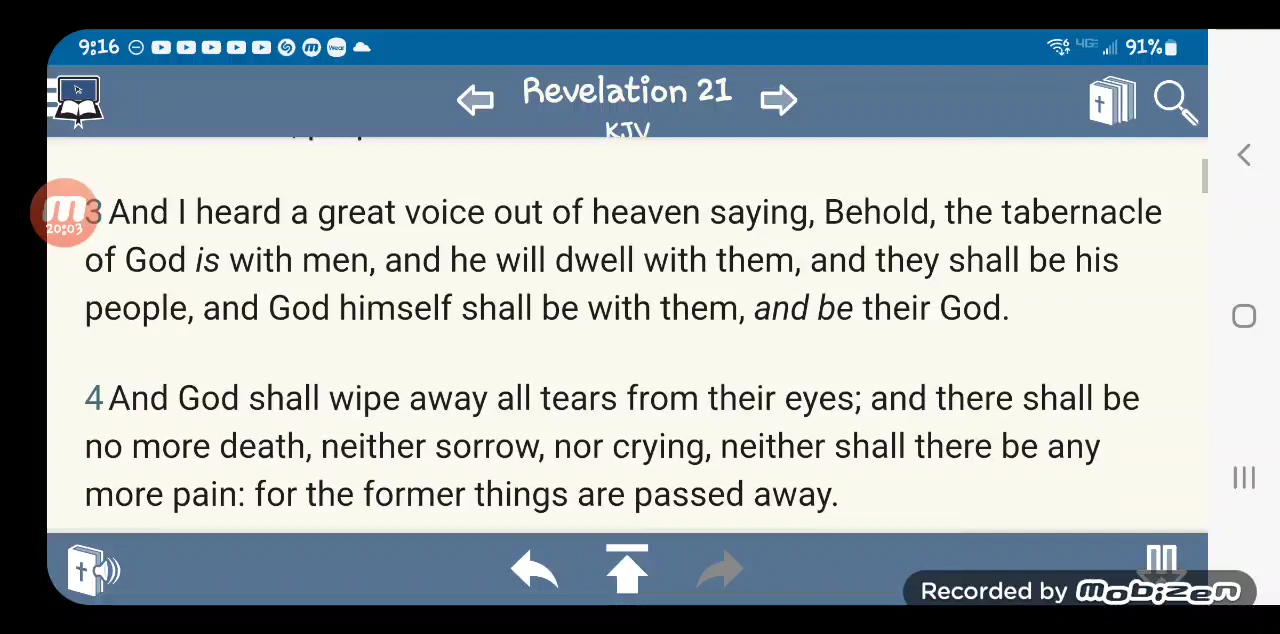 9:16 Wear 4GE 91%
Revelation 21
KJV
20:03
3 And I heard a great voice out of heaven saying, Behold, the tabernacle
of God is with men, and he will dwell with them, and they shall be his
people, and God himself shall be with them, and be their God.
4 And God shall wipe away all tears from their eyes; and there shall be
no more death, neither sorrow, nor crying, neither shall there be any
more pain: for the former things are passed away.
Recorded by mobizen